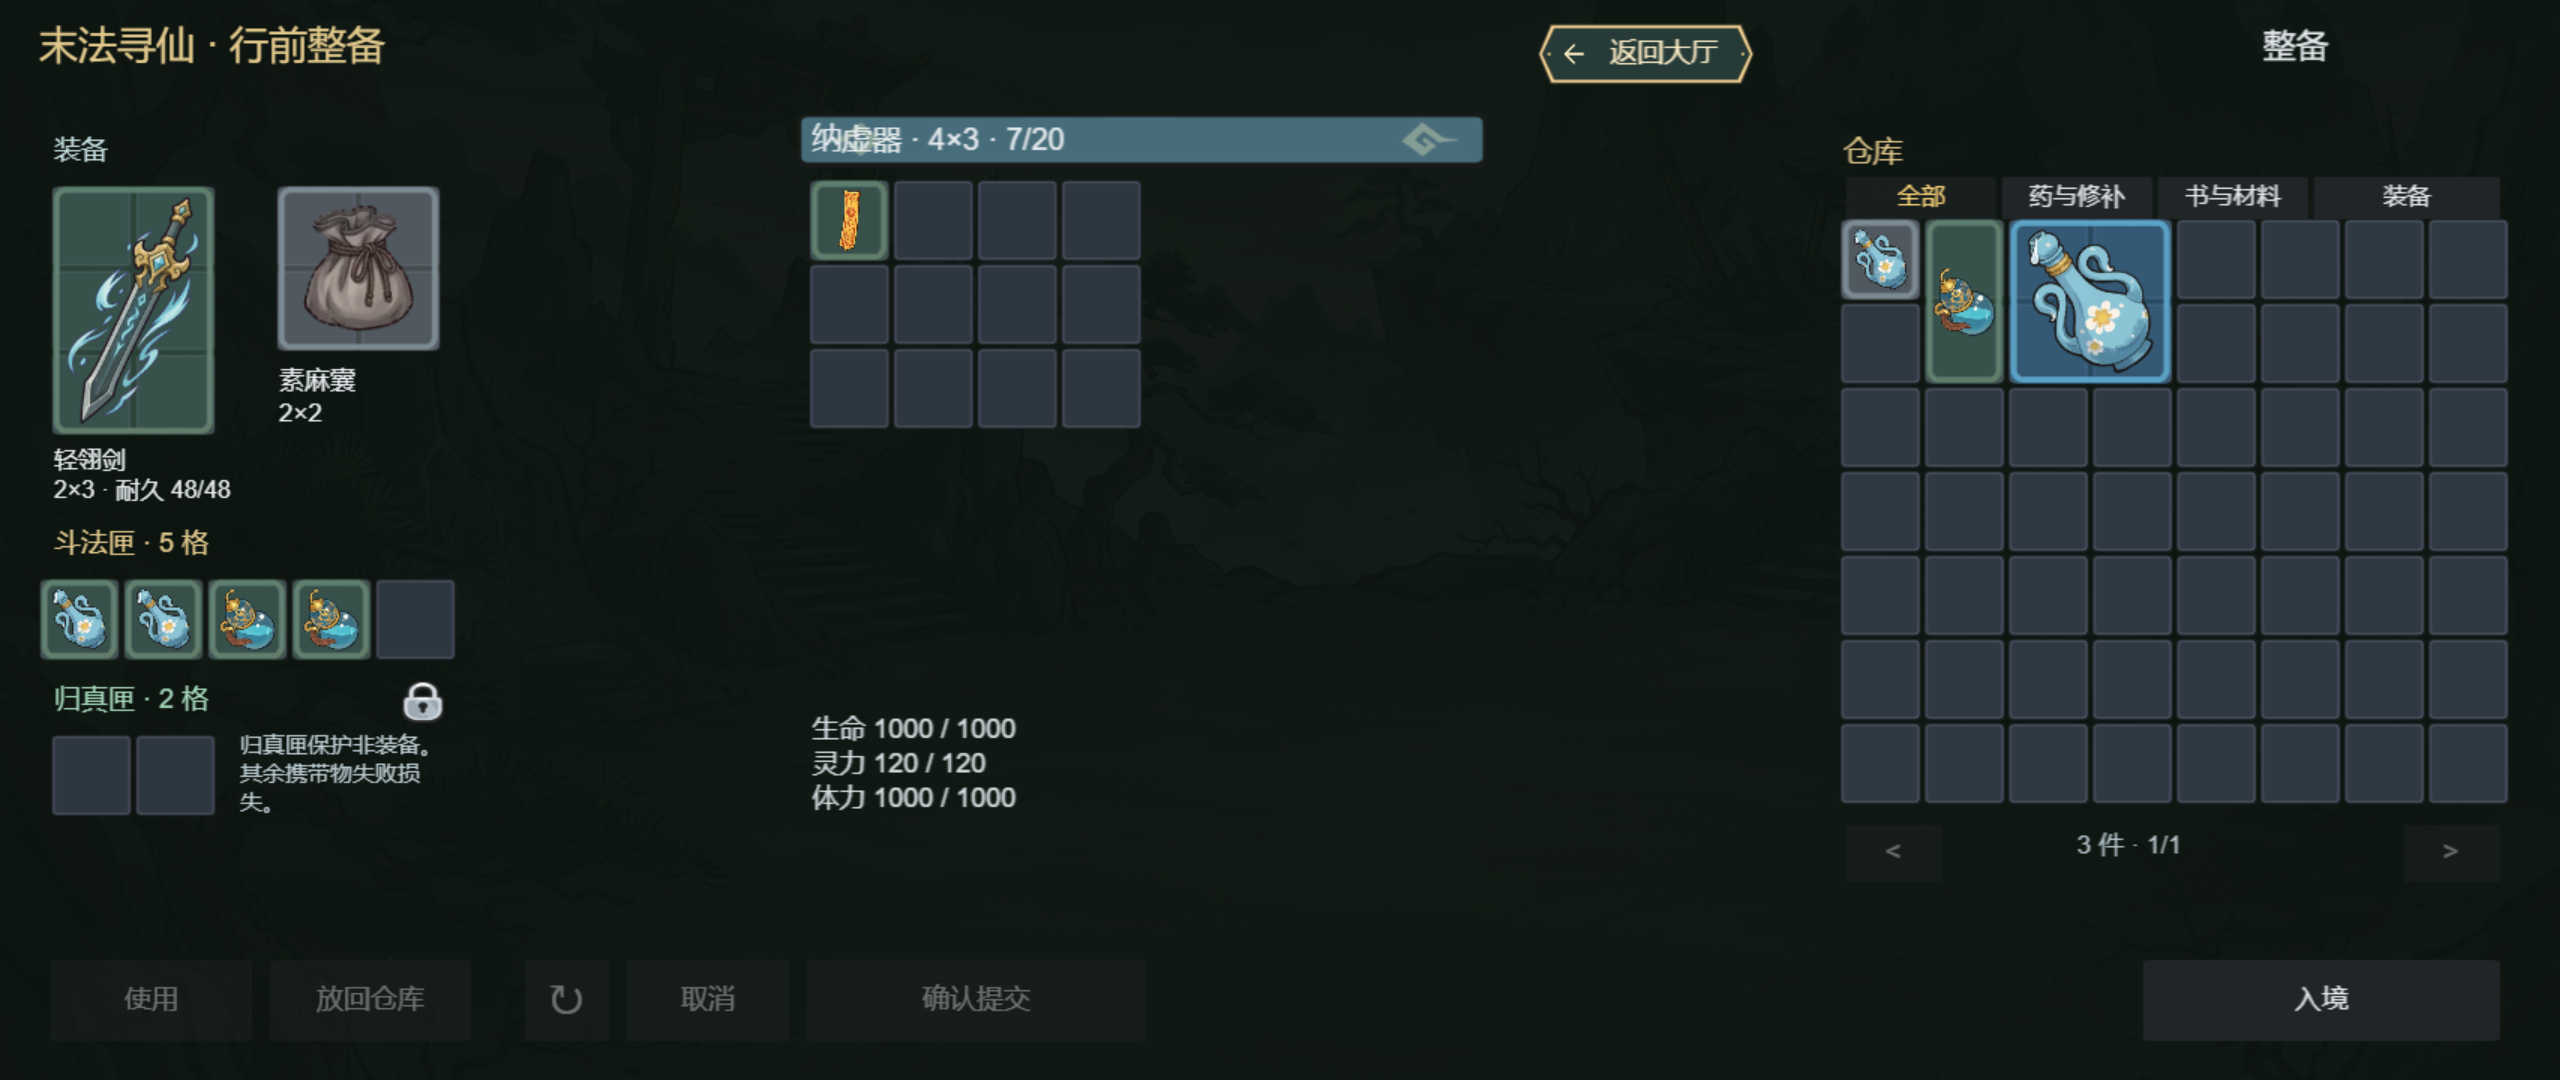 末法寻仙 · 行前整备
← 返回大厅
整备
装备
素麻囊
2×2
轻翎剑
2×3 · 耐久 48/48
斗法匣 · 5 格
归真匣 · 2 格
归真匣保护非装备。
其余携带物失败损
失。
纳虚器 · 4×3 · 7/20
生命 1000 / 1000
灵力 120 / 120
体力 1000 / 1000
仓库
全部
药与修补
书与材料
装备
<
3 件 · 1/1
>
使用
放回仓库
↻
取消
确认提交
入境